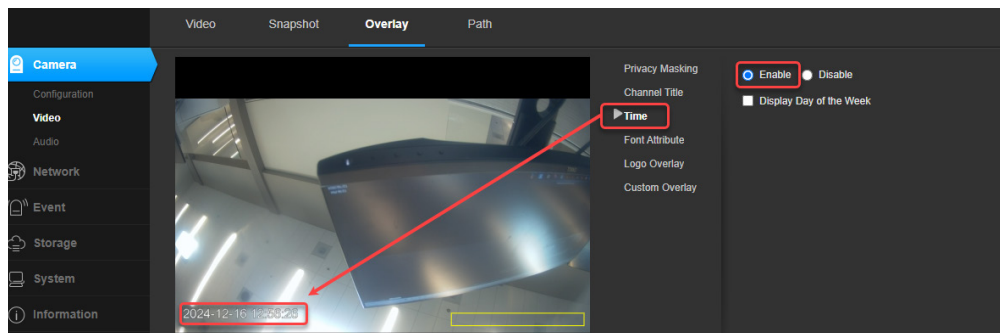 Video Snapshot Overlay Path
Camera
Configuration
Video
Audio
Network
Event
Storage
System
Information
Privacy Masking
Channel Title
Time
Font Attribute
Logo Overlay
Custom Overlay
Enable Disable
Display Day of the Week
2024-12-16